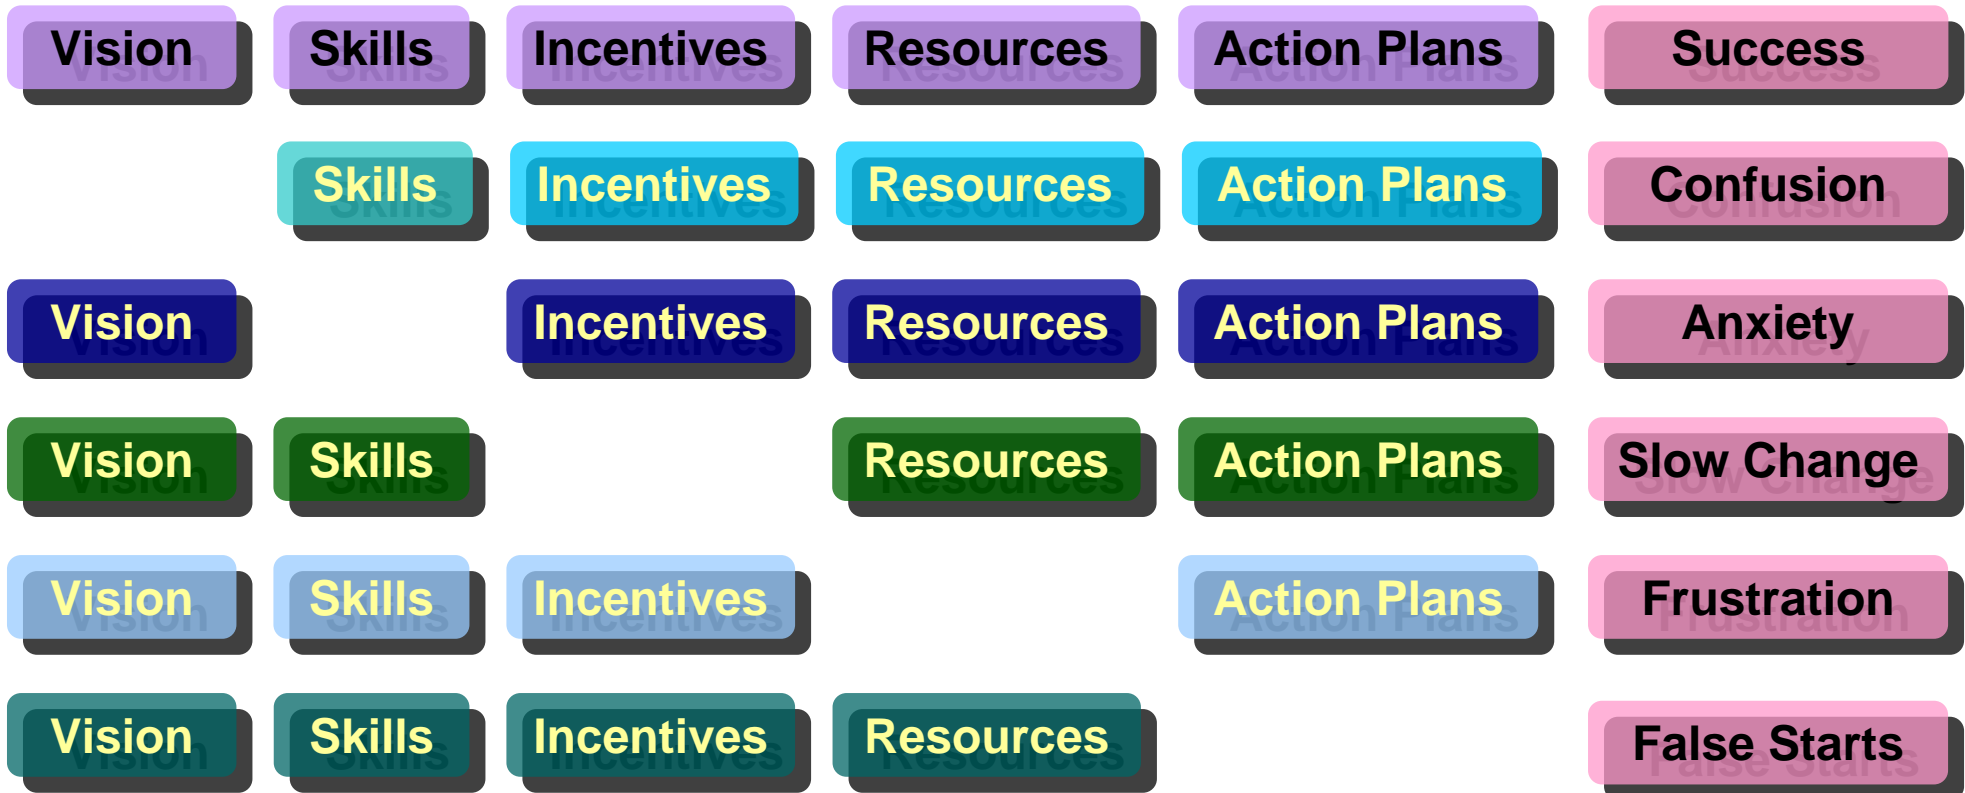 Vision Skills Incentives Resources Action Plans Success
Skills Incentives Resources Action Plans Confusion
Vision Incentives Resources Action Plans Anxiety
Vision Skills Resources Action Plans Slow Change
Vision Skills Incentives Action Plans Frustration
Vision Skills Incentives Resources False Starts